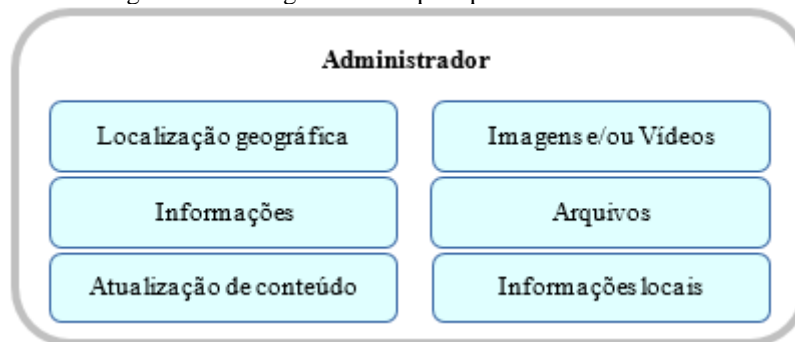 Administrador
Localização geográfica
Imagens e/ou Vídeos
Informações
Arquivos
Atualização de conteúdo
Informações locais